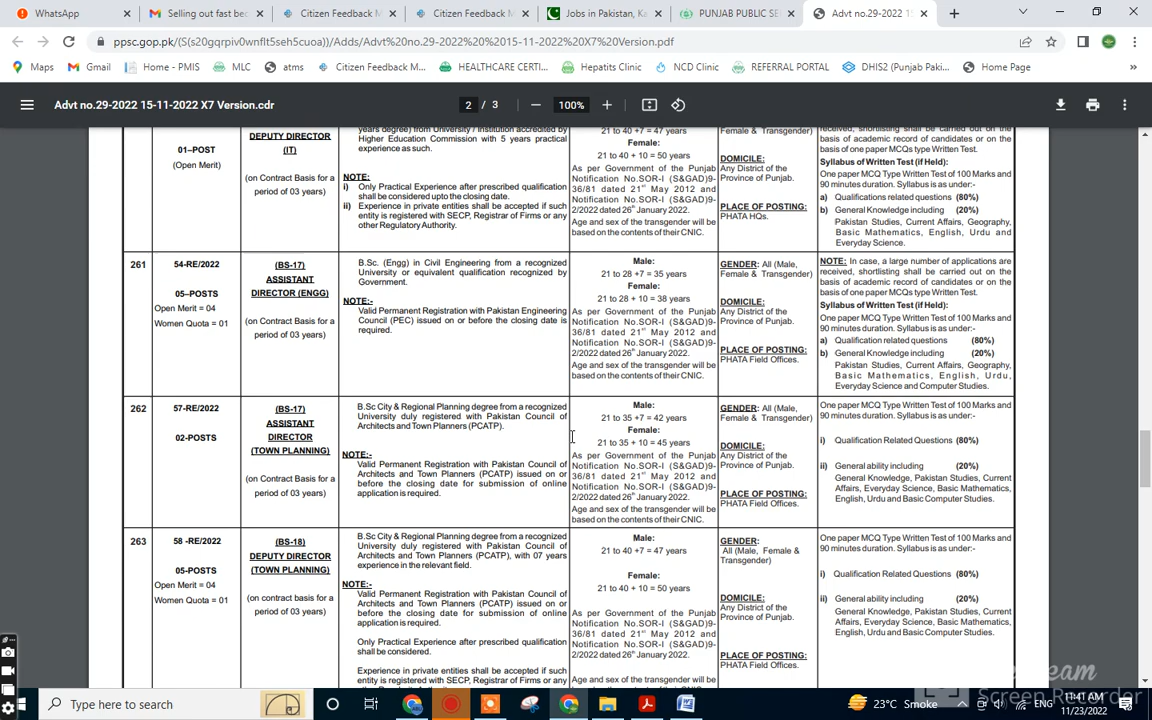 WhatsApp
Selling out fast bec
Citizen Feedback M
Citizen Feedback M
Jobs in Pakistan, Ka
PUNJAB PUBLIC SE
Advt no.29-2022 15
ppsc.gop.pk/(S(s20gqrpiv0wnflt5seh5cuoa))/Adds/Advt%20no.29-2022%20%2015-11-2022%20X7%20Version.pdf
Maps
Gmail
Home - PMIS
MLC
atms
Citizen Feedback M...
HEALTHCARE CERTI...
Hepatits Clinic
NCD Clinic
REFERRAL PORTAL
DHIS2 (Punjab Paki...
Home Page
Advt no.29-2022 15-11-2022 X7 Version.cdr
2 / 3
100%
01–POST
(Open Merit)
DEPUTY DIRECTOR
(IT)
(on Contract Basis for a
period of 03 years)
years degree) from University / Institution accredited by
Higher Education Commission with 5 years practical
experience as such.
NOTE:
i) Only Practical Experience after prescribed qualification
shall be considered upto the closing date.
ii) Experience in private entities shall be accepted if such
entity is registered with SECP, Registrar of Firms or any
other Regulatory Authority.
21 to 40 +7 = 47 years
Female:
21 to 40 + 10 = 50 years
As per Government of the Punjab
Notification No.SOR-I (S&GAD)9-
36/81 dated 21st May 2012 and
Notification No.SOR-I (S&GAD)9-
2/2022 dated 26th January 2022.
Age and sex of the transgender will be
based on the contents of their CNIC.
Female & Transgender)
DOMICILE:
Any District of the
Province of Punjab.
PLACE OF POSTING:
PHATA HQs.
received, shortlisting shall be carried out on the
basis of academic record of candidates or on the
basis of one paper MCQs type Written Test.
Syllabus of Written Test (if Held)
One paper MCQ Type Written Test of 100 Marks and
90 minutes duration. Syllabus is as under:-
a) Qualifications related questions (80%)
b) General Knowledge including (20%)
Pakistan Studies, Current Affairs, Geography,
Basic Mathematics, English, Urdu and
Everyday Science.
261
54-RE/2022
05–POSTS
Open Merit = 04
Women Quota = 01
(BS-17)
ASSISTANT
DIRECTOR (ENGG)
(on Contract Basis for a
period of 03 years)
B.Sc. (Engg) in Civil Engineering from a recognized
University or equivalent qualification recognized by
Government.
NOTE:-
Valid Permanent Registration with Pakistan Engineering
Council (PEC) issued on or before the closing date is
required.
Male:
21 to 28 +7 = 35 years
Female:
21 to 28 + 10 = 38 years
As per Government of the Punjab
Notification No.SOR-I (S&GAD)9-
36/81 dated 21st May 2012 and
Notification No.SOR-I (S&GAD)9-
2/2022 dated 26th January 2022.
Age and sex of the transgender will be
based on the contents of their CNIC.
GENDER: All (Male,
Female & Transgender)
DOMICILE:
Any District of the
Province of Punjab.
PLACE OF POSTING:
PHATA Field Offices.
NOTE: In case, a large number of applications are
received, shortlisting shall be carried out on the
basis of academic record of candidates or on the
basis of one paper MCQs type Written Test.
Syllabus of Written Test (if Held)
One paper MCQ Type Written Test of 100 Marks and
90 minutes duration. Syllabus is as under:-
a) Qualification related questions (80%)
b) General Knowledge including (20%)
Pakistan Studies, Current Affairs, Geography,
Basic Mathematics, English, Urdu,
Everyday Science and Computer Studies.
262
57-RE/2022
02-POSTS
(BS-17)
ASSISTANT
DIRECTOR
(TOWN PLANNING)
(on Contract Basis for a
period of 03 years)
B.Sc City & Regional Planning degree from a recognized
University duly registered with Pakistan Council of
Architects and Town Planners (PCATP).
NOTE:-
Valid Permanent Registration with Pakistan Council of
Architects and Town Planners (PCATP) issued on or
before the closing date for submission of online
application is required.
Male:
21 to 35 +7 = 42 years
Female:
21 to 35 + 10 = 45 years
As per Government of the Punjab
Notification No.SOR-I (S&GAD)9-
36/81 dated 21st May 2012 and
Notification No.SOR-I (S&GAD)9-
2/2022 dated 26th January 2022.
Age and sex of the transgender will be
based on the contents of their CNIC.
GENDER: All (Male,
Female & Transgender)
DOMICILE:
Any District of the
Province of Punjab.
PLACE OF POSTING:
PHATA Field Offices.
One paper MCQ Type Written Test of 100 Marks and
90 minutes duration. Syllabus is as under:-
i) Qualification Related Questions (80%)
ii) General ability including (20%)
General Knowledge, Pakistan Studies, Current
Affairs, Everyday Science, Basic Mathematics,
English, Urdu and Basic Computer Studies.
263
58 -RE/2022
05-POSTS
Open Merit = 04
Women Quota = 01
(BS-18)
DEPUTY DIRECTOR
(TOWN PLANNING)
(on contract Basis for a
period of 03 years)
B.Sc City & Regional Planning degree from a recognized
University duly registered with Pakistan Council of
Architects and Town Planners (PCATP), with 07 years
experience in the relevant field.
NOTE:-
Valid Permanent Registration with Pakistan Council of
Architects and Town Planners (PCATP) issued on or
before the closing date for submission of online
application is required.
Only Practical Experience after prescribed qualification
shall be considered.
Experience in private entities shall be accepted if such
Male:
21 to 40 +7 = 47 years
Female:
21 to 40 + 10 = 50 years
As per Government of the Punjab
Notification No.SOR-I (S&GAD)9-
36/81 dated 21st May 2012 and
Notification No.SOR-I (S&GAD)9-
2/2022 dated 26th January 2022.
Age and sex of the transgender will be
GENDER:
All (Male, Female &
Transgender)
DOMICILE:
Any District of the
Province of Punjab.
PLACE OF POSTING:
PHATA Field Offices.
One paper MCQ Type Written Test of 100 Marks and
90 minutes duration. Syllabus is as under:-
i) Qualification Related Questions (80%)
ii) General ability including (20%)
General Knowledge, Pakistan Studies, Current
Affairs, Everyday Science, Basic Mathematics,
English, Urdu and Basic Computer Studies.
Screen Recorder
Type here to search
23°C Smoke
ENG
11:41 AM
11/23/2022